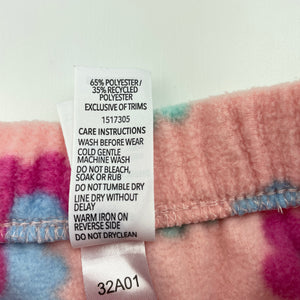 65% POLYESTER/
35% RECYCLED
POLYESTER
EXCLUSIVE OF TRIMS
1517305
CARE INSTRUCTIONS
WASH BEFORE WEAR
COLD GENTLE
MACHINE WASH
DO NOT BLEACH,
SOAK OR RUB
DO NOT TUMBLE DRY
LINE DRY WITHOUT
DELAY
WARM IRON ON
REVERSE SIDE
DO NOT DRYCLEAN
32A01